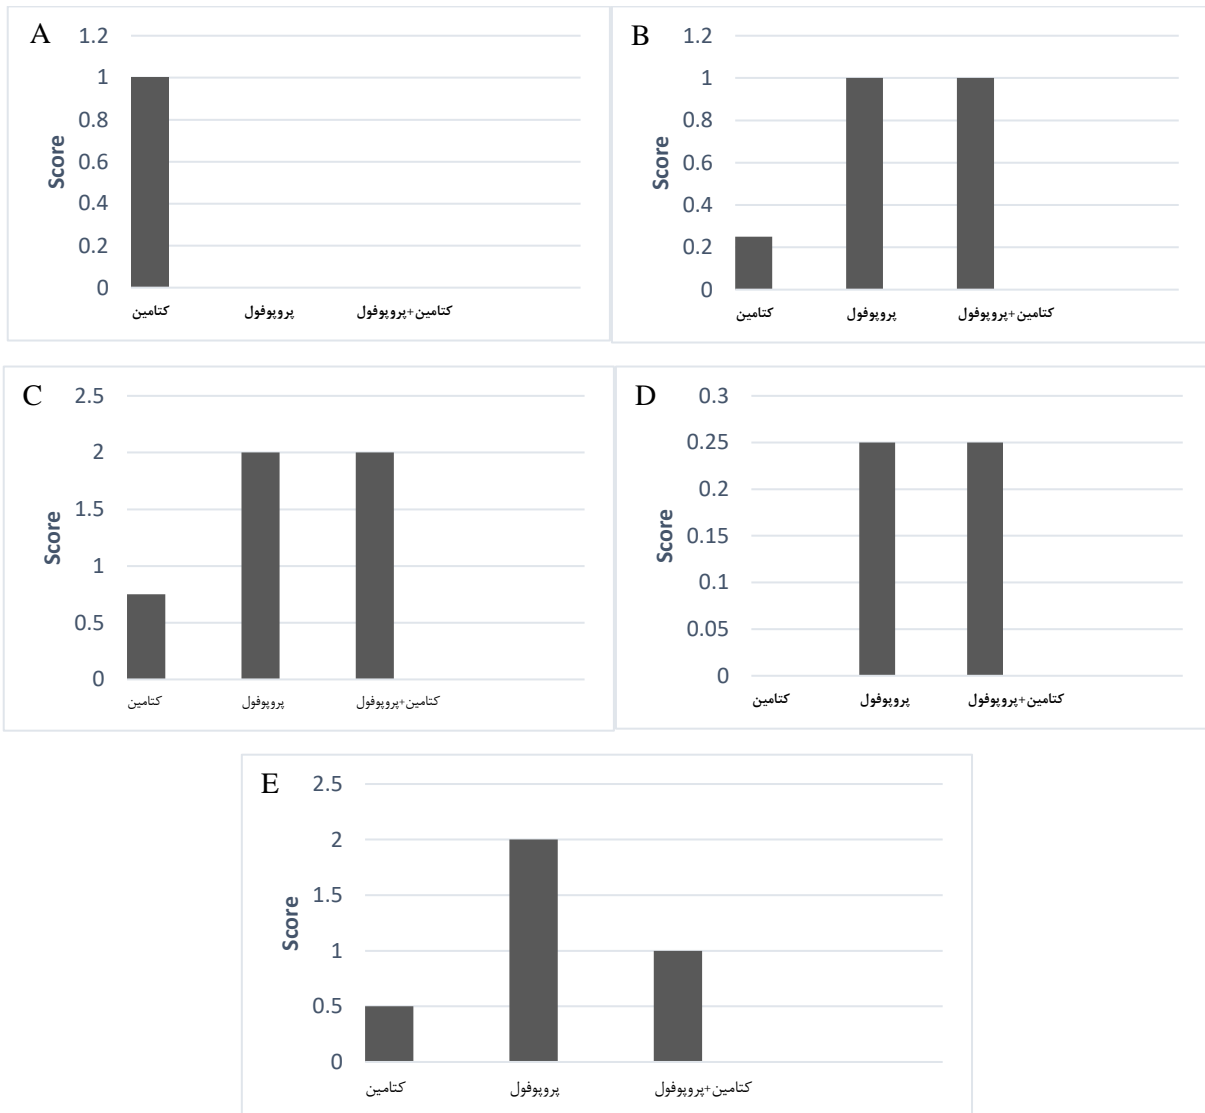 A
1.2
1
0.8
0.6
0.4
0.2
0
Score
کتامین
پروپوفول
کتامین+پروپوفول
B
1.2
1
0.8
0.6
0.4
0.2
0
Score
کتامین
پروپوفول
کتامین+پروپوفول
C
2.5
2
1.5
1
0.5
0
Score
کتامین
پروپوفول
کتامین+پروپوفول
D
0.3
0.25
0.2
0.15
0.1
0.05
0
Score
کتامین
پروپوفول
کتامین+پروپوفول
E
2.5
2
1.5
1
0.5
0
Score
کتامین
پروپوفول
کتامین+پروپوفول